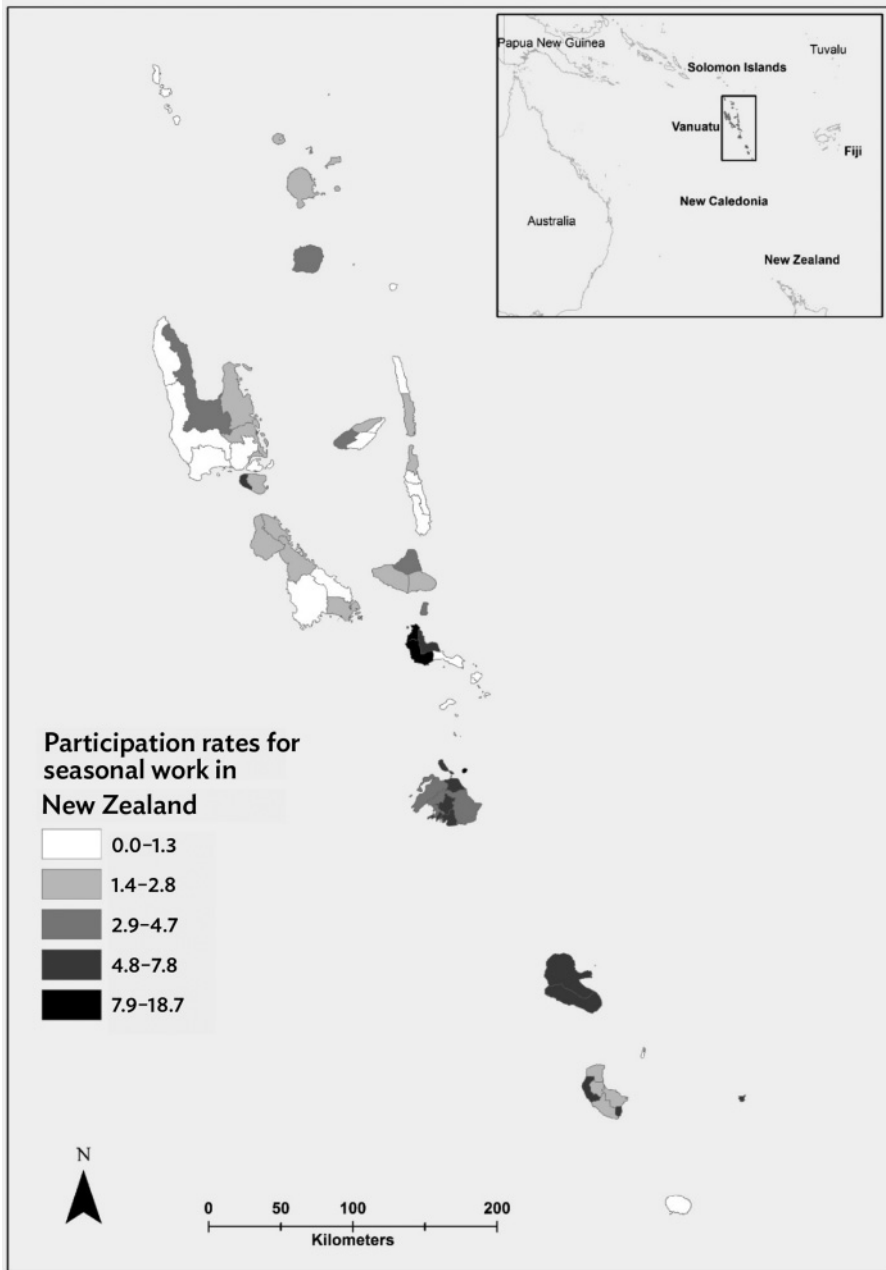 Papua New Guinea
Tuvalu
Solomon Islands
Vanuatu
Fiji
New Caledonia
Australia
New Zealand
Participation rates for
seasonal work in
New Zealand
0.0–1.3
1.4–2.8
2.9–4.7
4.8–7.8
7.9–18.7
N
0 50 100 200
Kilometers